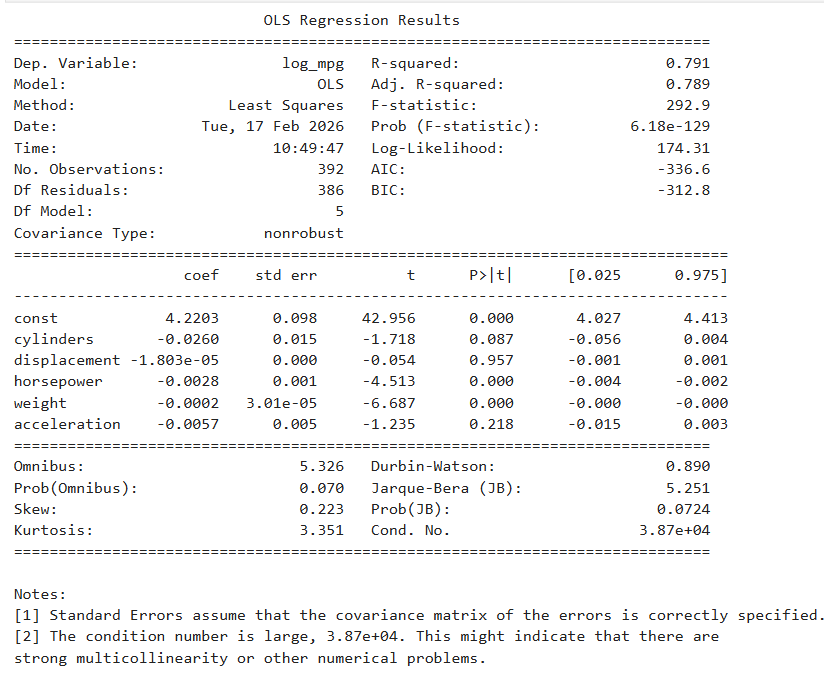 OLS Regression Results
==============================================================================
Dep. Variable:                log_mpg   R-squared:                       0.791
Model:                            OLS   Adj. R-squared:                  0.789
Method:                 Least Squares   F-statistic:                     292.9
Date:                Tue, 17 Feb 2026   Prob (F-statistic):          6.18e-129
Time:                        10:49:47   Log-Likelihood:                 174.31
No. Observations:                 392   AIC:                            -336.6
Df Residuals:                     386   BIC:                            -312.8
Df Model:                           5
Covariance Type:            nonrobust
================================================================================
                   coef    std err          t      P>|t|      [0.025      0.975]
--------------------------------------------------------------------------------
const            4.2203      0.098     42.956      0.000       4.027       4.413
cylinders       -0.0260      0.015     -1.718      0.087      -0.056       0.004
displacement -1.803e-05      0.000     -0.054      0.957      -0.001       0.001
horsepower      -0.0028      0.001     -4.513      0.000      -0.004      -0.002
weight          -0.0002   3.01e-05     -6.687      0.000      -0.000      -0.000
acceleration    -0.0057      0.005     -1.235      0.218      -0.015       0.003
==============================================================================
Omnibus:                        5.326   Durbin-Watson:                   0.890
Prob(Omnibus):                  0.070   Jarque-Bera (JB):                5.251
Skew:                           0.223   Prob(JB):                       0.0724
Kurtosis:                       3.351   Cond. No.                     3.87e+04
==============================================================================
Notes:
[1] Standard Errors assume that the covariance matrix of the errors is correctly specified.
[2] The condition number is large, 3.87e+04. This might indicate that there are
strong multicollinearity or other numerical problems.